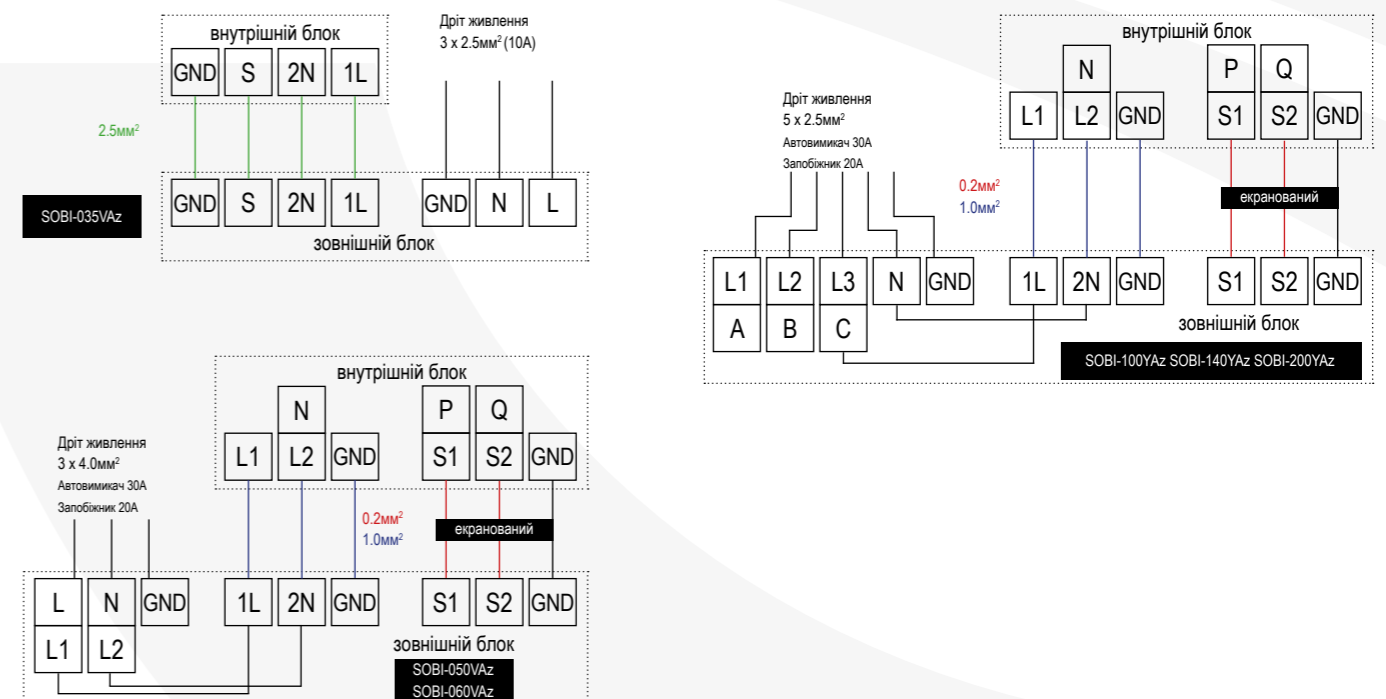 внутрішній блок
GND S 2N 1L
Дріт живлення
3 x 2.5мм² (10A)
2.5мм²
SOBI-035VAz
GND S 2N 1L GND N L
зовнішній блок
внутрішній блок
N P Q
L1 L2 GND S1 S2 GND
Дріт живлення
5 x 2.5мм²
Автовимикач 30А
Запобіжник 20А
0.2мм²
1.0мм²
екранований
L1 L2 L3 N GND 1L 2N GND S1 S2 GND
A B C
зовнішній блок
SOBI-100YAz SOBI-140YAz SOBI-200YAz
внутрішній блок
N P Q
L1 L2 GND S1 S2 GND
Дріт живлення
3 x 4.0мм²
Автовимикач 30А
Запобіжник 20А
0.2мм²
1.0мм²
екранований
L N GND 1L 2N GND S1 S2 GND
L1 L2
зовнішній блок
SOBI-050VAz
SOBI-060VAz